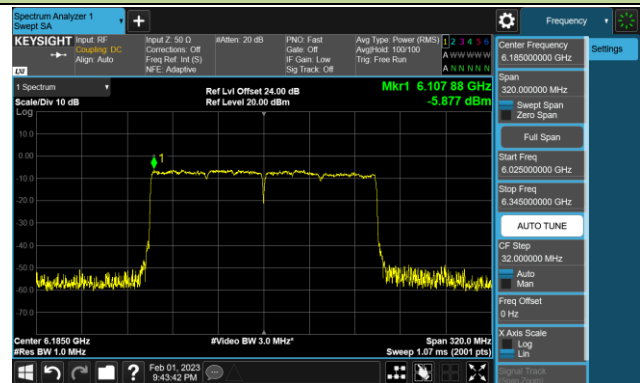 Spectrum Analyzer 1
Swept SA
Frequency
KEYSIGHT
Input: RF
Coupling: DC
Align: Auto
Input Z: 50 Ω
Corrections: Off
Freq Ref: Int (S)
NFE: Adaptive
#Atten: 20 dB
PNO: Fast
Gate: Off
IF Gain: Low
Sig Track: Off
Avg Type: Power (RMS)
Avg|Hold: 100/100
Trig: Free Run
1 2 3 4 5 6
A W W W W W
A N N N N N
LXI
1 Spectrum
Scale/Div 10 dB
Log
Ref Lvl Offset 24.00 dB
Ref Level 20.00 dBm
Mkr1 6.107 88 GHz
-5.877 dBm
1
10.0
0.00
-10.0
-20.0
-30.0
-40.0
-50.0
-60.0
-70.0
Center 6.1850 GHz
#Res BW 1.0 MHz
#Video BW 3.0 MHz*
Span 320.0 MHz
Sweep 1.07 ms (2001 pts)
Feb 01, 2023
9:43:42 PM
Center Frequency
6.185000000 GHz
Settings
Span
320.000000 MHz
Swept Span
Zero Span
Full Span
Start Freq
6.025000000 GHz
Stop Freq
6.345000000 GHz
AUTO TUNE
CF Step
32.000000 MHz
Auto
Man
Freq Offset
0 Hz
X Axis Scale
Log
Lin
Signal Track
(Span Zoom)